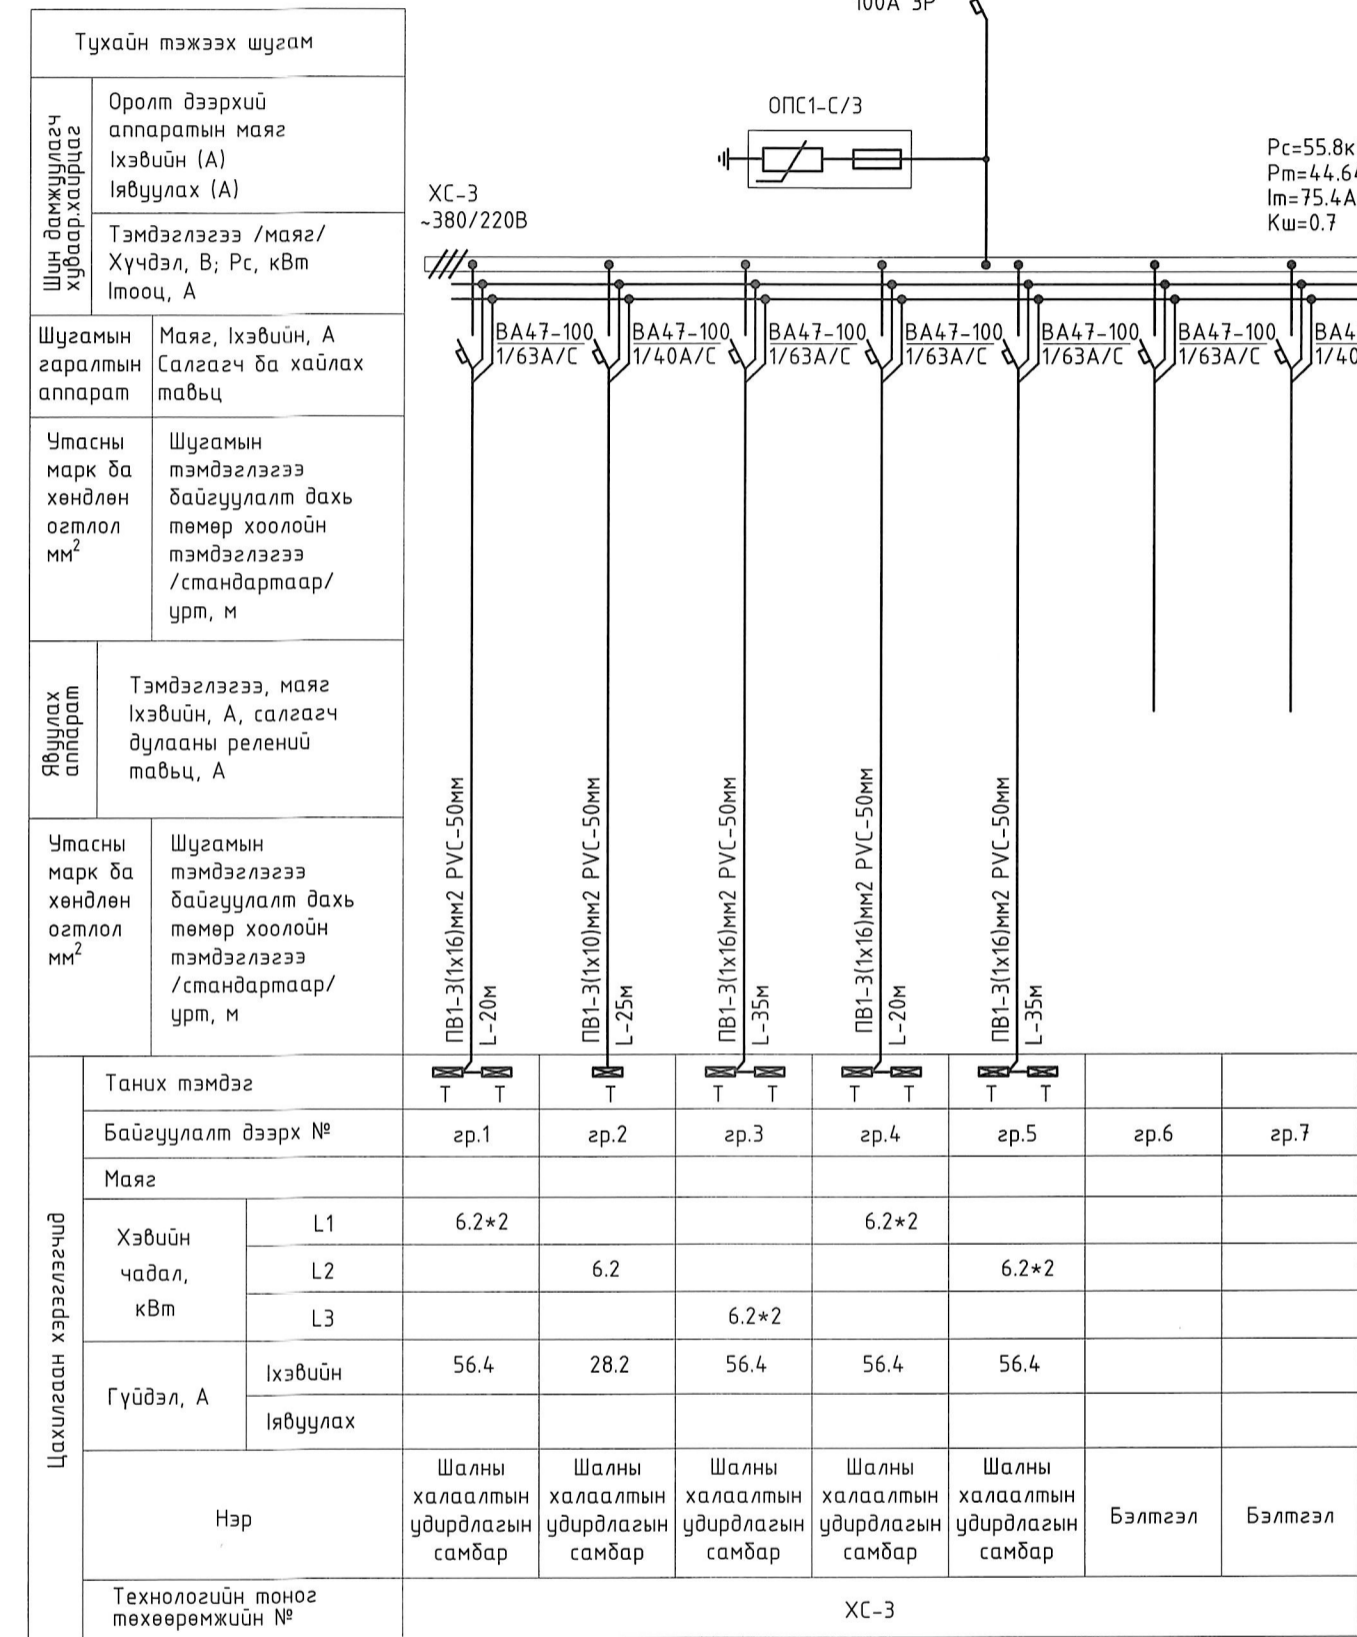 100А 3Р
Тухайн тэжээх шугам
Шин дамжуулагч
хуваар.хайрцаг
Оролт дээрхий
аппаратын маяг
Iхэвийн (А)
Iявуулах (А)
Тэмдэглэгээ /маяг/
Хүчдэл, В; Рс, кВт
Iтооц, А
ОПС1-С/3
ХС-3
~380/220В
Рс=55.8к
Рт=44.64
Iт=75.4А
Кш=0.7
Шугамын
гаралтын
аппарат
Маяг, Iхэвийн, А
Салгагч ба хайлах
тавьц
ВА47-100
1/63А/С
ВА47-100
1/40А/С
ВА47-100
1/63А/С
ВА47-100
1/63А/С
ВА47-100
1/63А/С
ВА47-100
1/63А/С
ВА4
1/40
Утасны
марк ба
хөндлөн
огтлол
мм²
Шугамын
тэмдэглэгээ
байгуулалт дахь
төмөр хоолойн
тэмдэглэгээ
/стандартаар/
урт, м
Явуулах
аппарат
Тэмдэглэгээ, маяг
Iхэвийн, А, салгагч
дулааны релений
тавьц, А
Утасны
марк ба
хөндлөн
огтлол
мм²
Шугамын
тэмдэглэгээ
байгуулалт дахь
төмөр хоолойн
тэмдэглэгээ
/стандартаар/
урт, м
ПВ1-3(1х16)мм2 PVC-50мм
L-20м
ПВ1-3(1х10)мм2 PVC-50мм
L-25м
ПВ1-3(1х16)мм2 PVC-50мм
L-35м
ПВ1-3(1х16)мм2 PVC-50мм
L-20м
ПВ1-3(1х16)мм2 PVC-50мм
L-35м
Цахилгаан хэрэглэгчид
Таних тэмдэг Т Т Т Т Т Т Т Т Т
Байгуулалт дээрх № гр.1 гр.2 гр.3 гр.4 гр.5 гр.6 гр.7
Маяг
Хэвийн
чадал,
кВт
L1 6.2*2 6.2*2
L2 6.2 6.2*2
L3 6.2*2
Гүйдэл, А
Iхэвийн 56.4 28.2 56.4 56.4 56.4
Iявуулах
Нэр
Шалны
халаалтын
удирдлагын
самбар
Шалны
халаалтын
удирдлагын
самбар
Шалны
халаалтын
удирдлагын
самбар
Шалны
халаалтын
удирдлагын
самбар
Шалны
халаалтын
удирдлагын
самбар
Бэлтгэл
Бэлтгэл
Технологийн тоног
төхөөрөмжийн №
ХС-3